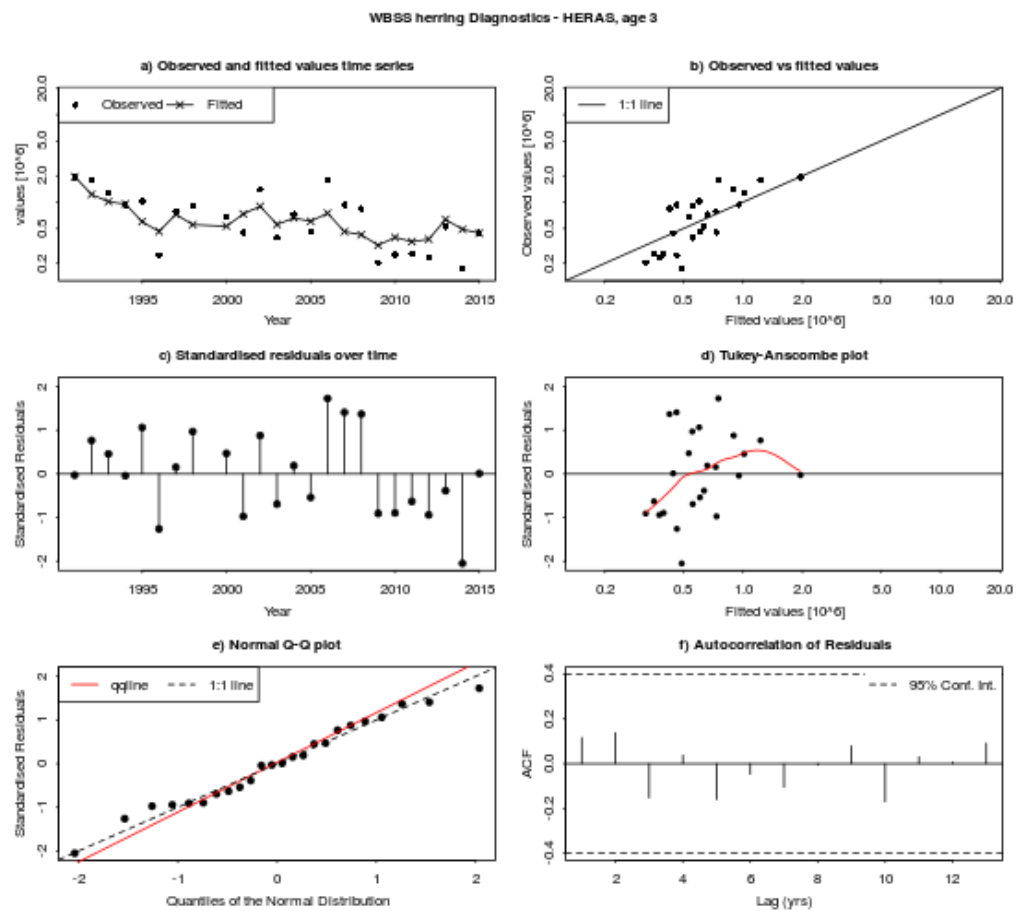 WBSS herring Diagnostics - HERAS, age 3
a) Observed and fitted values time series
Observed Fitted
values [10^6]
20.0
5.0
2.0
0.5
0.2
1995 2000 2005 2010 2015
Year
b) Observed vs fitted values
1:1 line
Observed values [10^6]
20.0
5.0
2.0
0.5
0.2
0.2 0.5 1.0 2.0 5.0 10.0 20.0
Fitted values [10^6]
c) Standardised residuals over time
Standardised Residuals
2
1
0
-1
-2
1995 2000 2005 2010 2015
Year
d) Tukey-Anscombe plot
Standardised Residuals
2
1
0
-1
-2
0.2 0.5 1.0 2.0 5.0 10.0 20.0
Fitted values [10^6]
e) Normal Q-Q plot
qqline 1:1 line
Standardised Residuals
2
1
0
-1
-2
-2 -1 0 1 2
Quantiles of the Normal Distribution
f) Autocorrelation of Residuals
95% Conf. Int.
ACF
0.4
0.2
0.0
-0.2
-0.4
2 4 6 8 10 12
Lag (yrs)